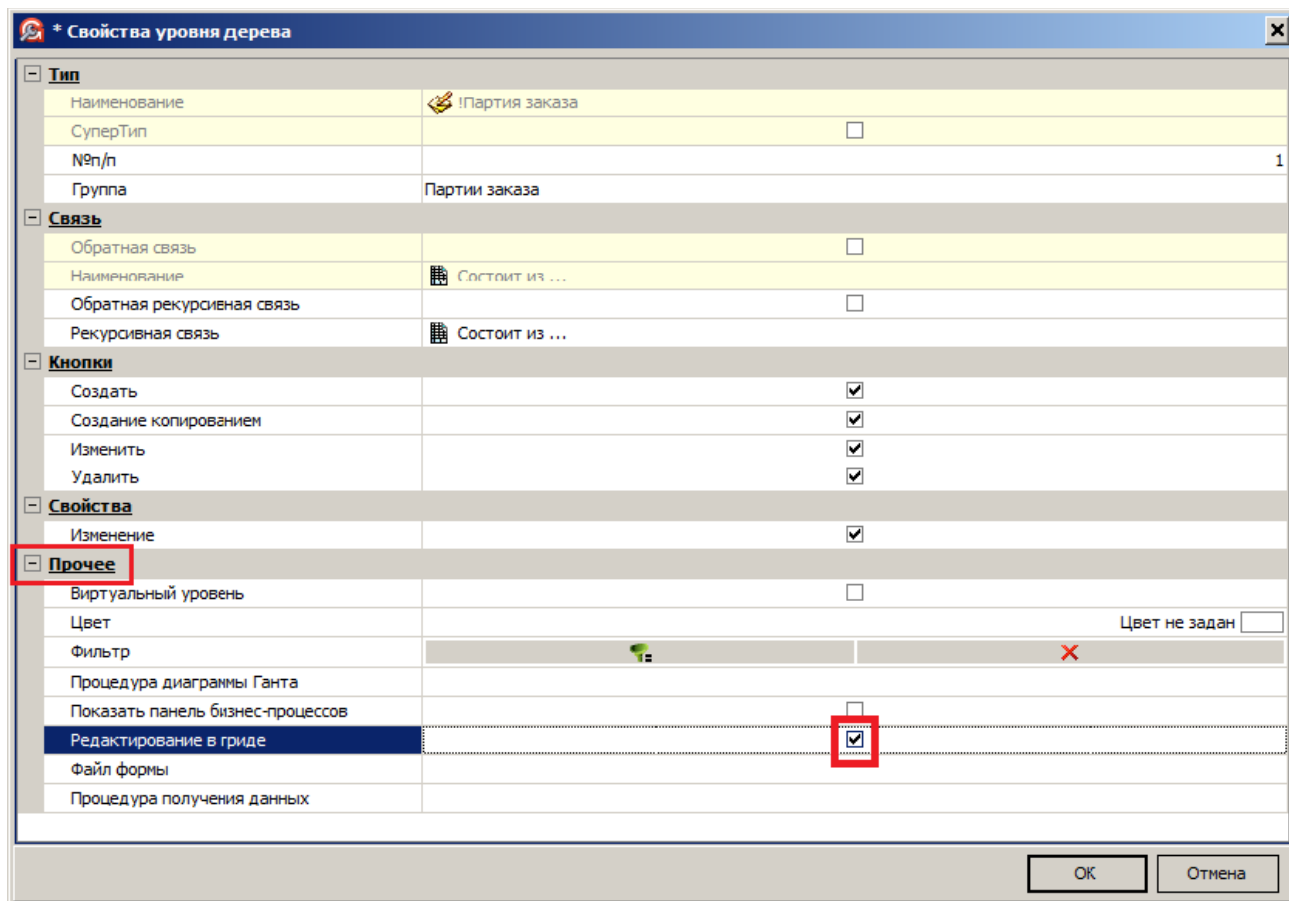 * Свойства уровня дерева
Тип
Наименование !Партия заказа
СуперТип
№п/п 1
Группа Партии заказа
Связь
Обратная связь
Наименование Состоит из ...
Обратная рекурсивная связь
Рекурсивная связь Состоит из ...
Кнопки
Создать
Создание копированием
Изменить
Удалить
Свойства
Изменение
Прочее
Виртуальный уровень
Цвет Цвет не задан
Фильтр
Процедура диаграммы Ганта
Показать панель бизнес-процессов
Редактирование в гриде
Файл формы
Процедура получения данных
ОК Отмена